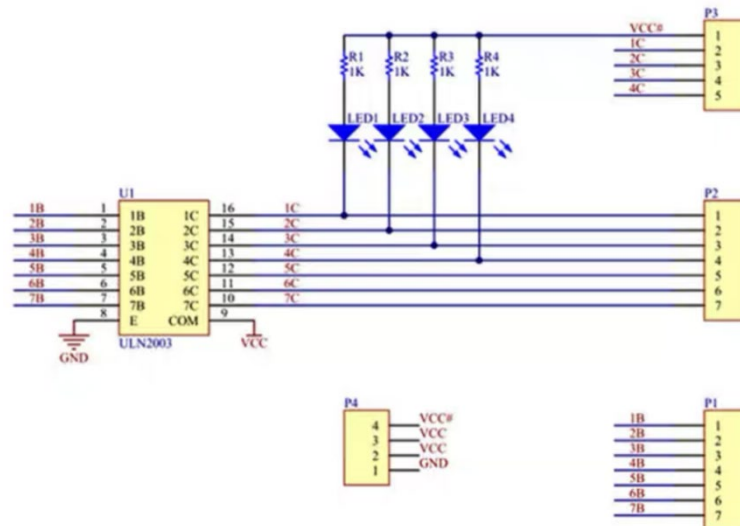 P3
VCC# 1
1C 2
2C 3
3C 4
4C 5
R1 R2 R3 R4
1K 1K 1K 1K
LED1 LED2 LED3 LED4
U1 P2
1B 1 1B 1C 16 1C 1
2B 2 2B 2C 15 2C 2
3B 3 3B 3C 14 3C 3
4B 4 4B 4C 13 4C 4
5B 5 5B 5C 12 5C 5
6B 6 6B 6C 11 6C 6
7B 7 7B 7C 10 7C 7
8 E COM 9
GND ULN2003 VCC
P4 P1
4 VCC# 1B 1
3 VCC 2B 2
2 VCC 3B 3
1 GND 4B 4
5B 5
6B 6
7B 7